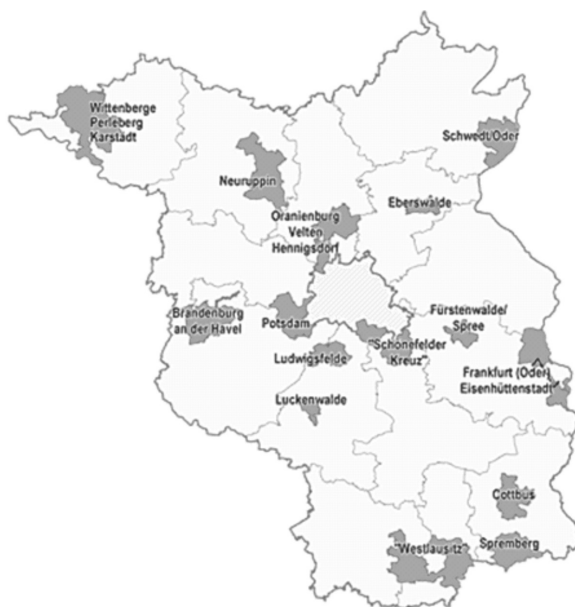 Wittenberge
Perleberg
Karstädt
Schwedt/Oder
Neuruppin
Eberswalde
Oranienburg
Velten
Hennigsdorf
Brandenburg
an der Havel
Potsdam
Fürstenwalde/
Spree
"Schönefelder
Kreuz"
Ludwigsfelde
Frankfurt (Oder)
Eisenhüttenstadt
Luckenwalde
Cottbus
"Westlausitz"
Spremberg